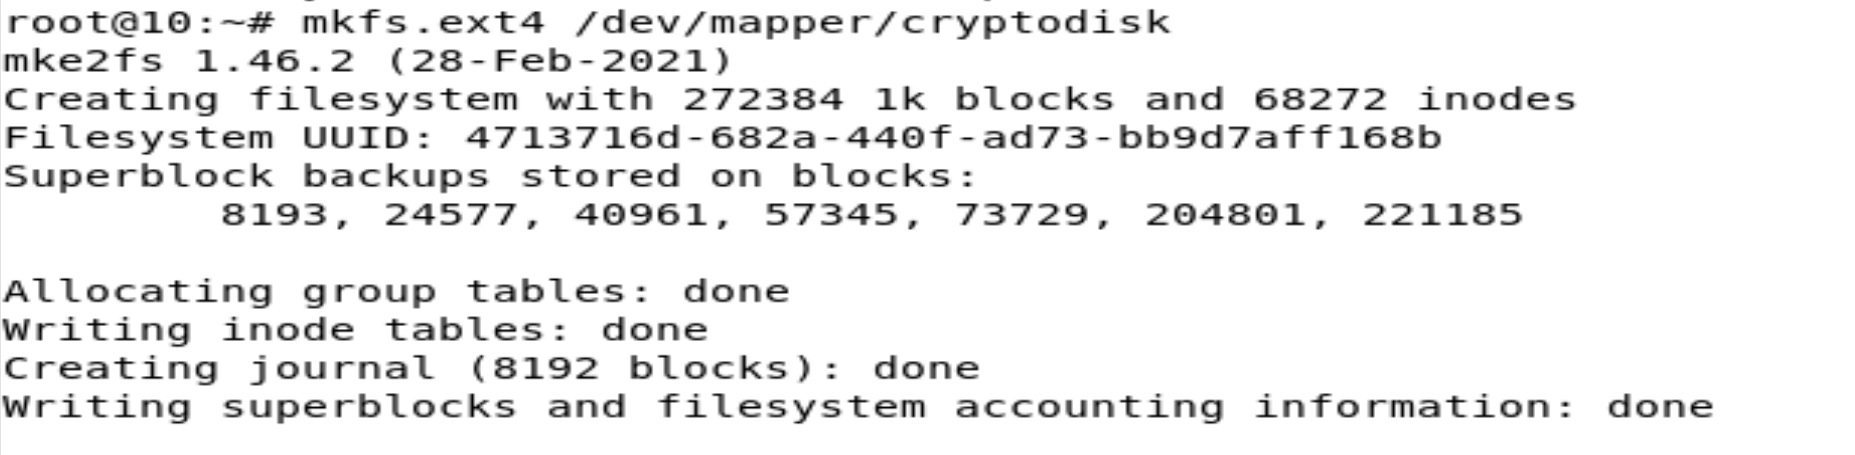 root@10:~# mkfs.ext4 /dev/mapper/cryptodisk
mke2fs 1.46.2 (28-Feb-2021)
Creating filesystem with 272384 1k blocks and 68272 inodes
Filesystem UUID: 4713716d-682a-440f-ad73-bb9d7aff168b
Superblock backups stored on blocks:
        8193, 24577, 40961, 57345, 73729, 204801, 221185

Allocating group tables: done
Writing inode tables: done
Creating journal (8192 blocks): done
Writing superblocks and filesystem accounting information: done